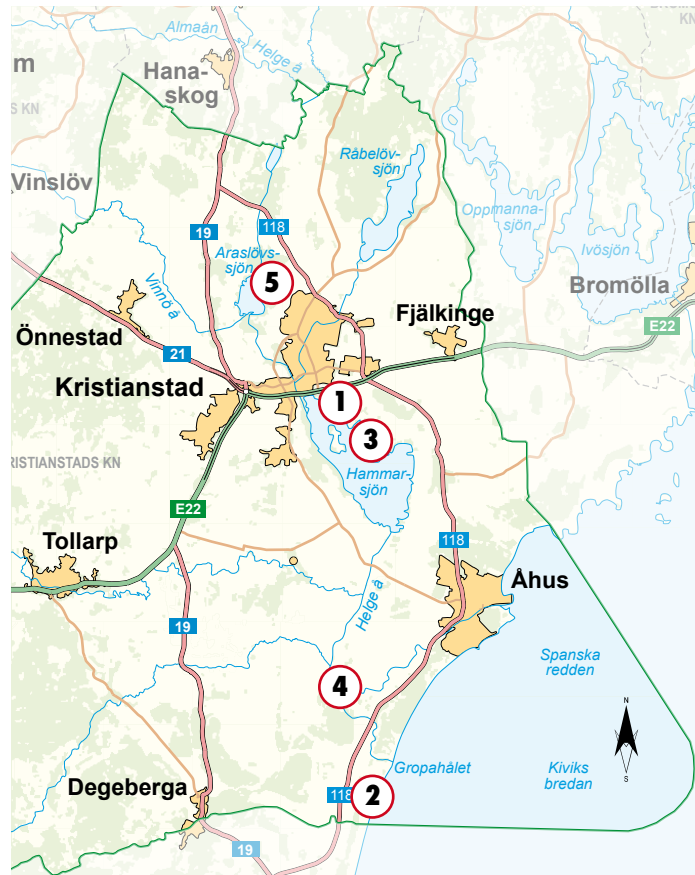 Almaån
Helge å
KN
m
Hana-
skog
S KN
Råbelöv-
sjön
Vinslöv
Oppmanna-
sjön
19
118
Ivösjön
Araslövs-
sjön
5
Vinnö å
Bromölla
Fjälkinge
Önnestad
E22
21
Kristianstad
1
3
RISTIANSTADS KN
Hammar-
sjön
E22
Tollarp
118
Åhus
Helge å
19
Spanska
redden
4
N
S
Gropahålet
Kiviks
bredan
Degeberga
118
2
19